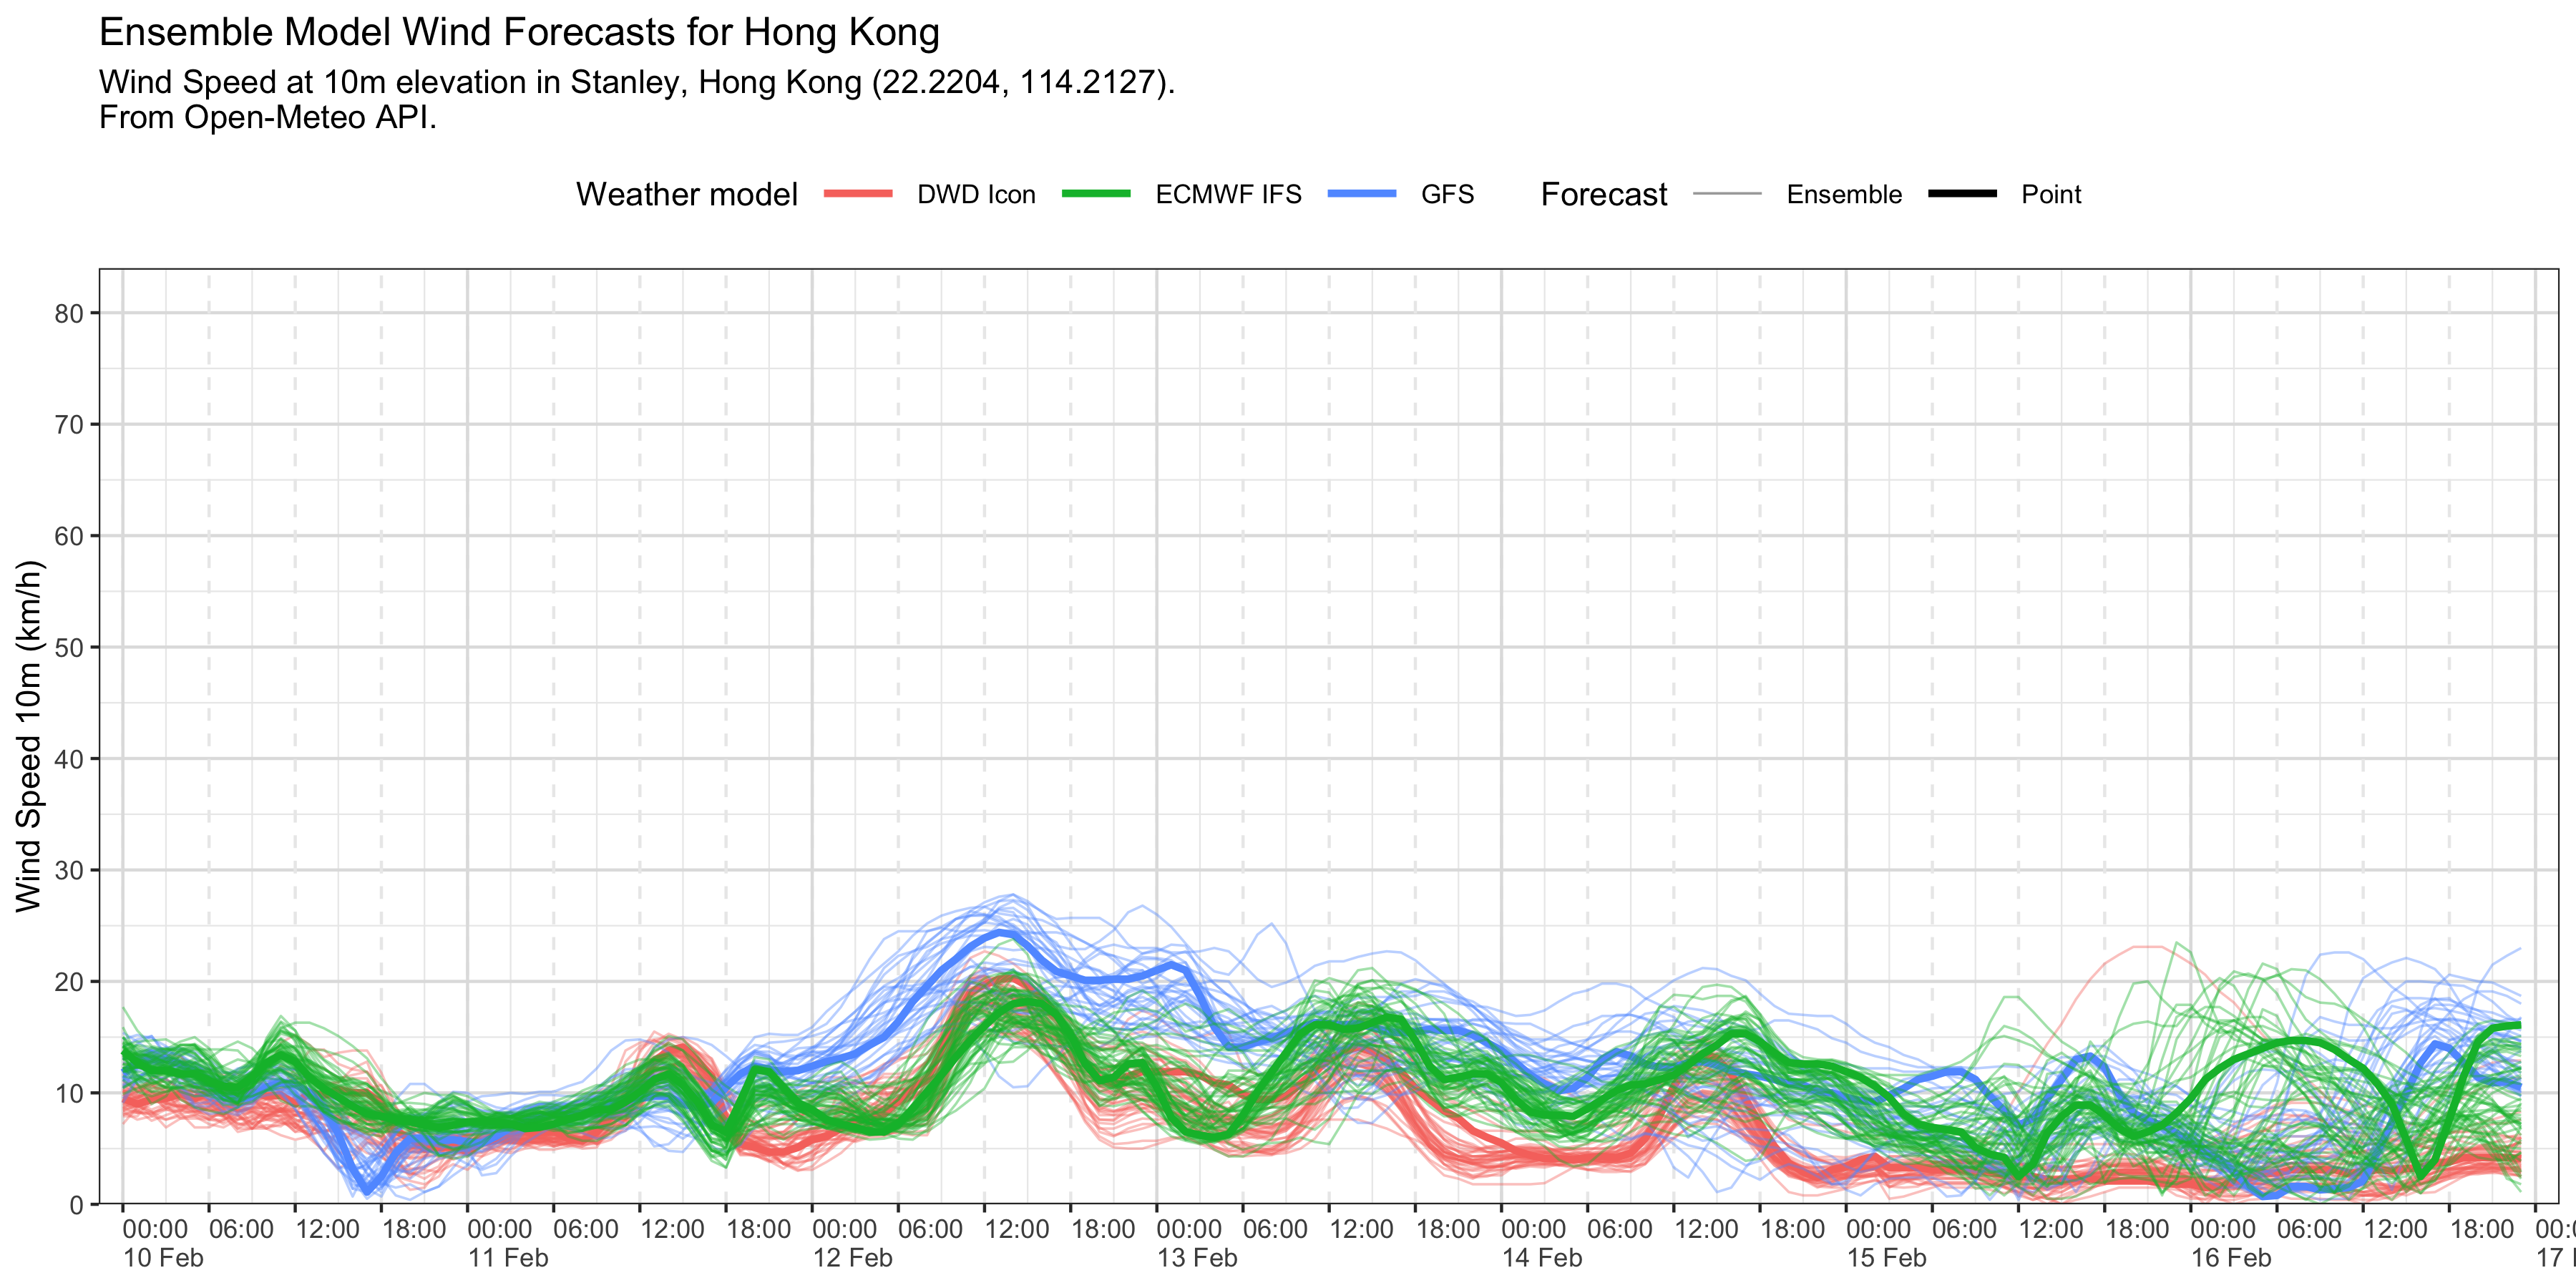 Ensemble Model Wind Forecasts for Hong Kong
Wind Speed at 10m elevation in Stanley, Hong Kong (22.2204, 114.2127).
From Open-Meteo API.
Weather model DWD Icon ECMWF IFS GFS Forecast Ensemble Point
Wind Speed 10m (km/h)
80
70
60
50
40
30
20
10
0
00:00 06:00 12:00 18:00 00:00 06:00 12:00 18:00 00:00 06:00 12:00 18:00 00:00 06:00 12:00 18:00 00:00 06:00 12:00 18:00 00:00 06:00 12:00 18:00 00:00 06:00 12:00 18:00 00:0
10 Feb 11 Feb 12 Feb 13 Feb 14 Feb 15 Feb 16 Feb 17